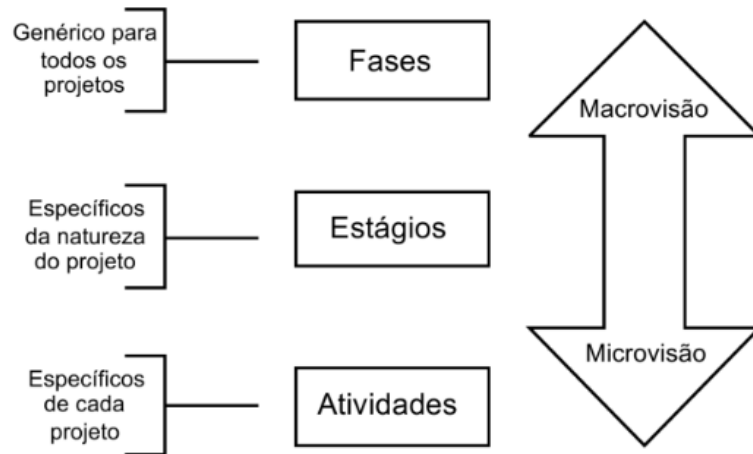 Genérico para
todos os
projetos
Fases
Macrovisão
Específicos
da natureza
do projeto
Estágios
Específicos
de cada
projeto
Atividades
Microvisão